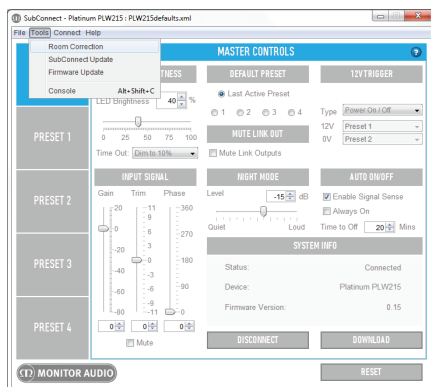 SubConnect - Platinum PLW215 : PLW215defaults.xml
File Tools Connect Help
Room Correction
SubConnect Update
Firmware Update
Console Alt+Shift+C
MASTER CONTROLS
?
TNESS
LED Brightness 40 %
0 25 50 75 100
Time Out: Dim to 10%
DEFAULT PRESET
Last Active Preset
1 2 3 4
MUTE LINK OUT
Mute Link Outputs
12V TRIGGER
Type Power On / Off
12V Preset 1
0V Preset 2
PRESET 1
PRESET 2
PRESET 3
PRESET 4
INPUT SIGNAL
Gain Trim Phase
20 11 360
9
0 6 270
-20 3
-40 0 180
-3
-60 -6 90
-9
-80 -11 0
0 0 0
Mute
NIGHT MODE
Level -15 dB
Quiet Loud
AUTO ON/OFF
Enable Signal Sense
Always On
Time to Off 20 Mins
SYSTEM INFO
Status: Connected
Device: Platinum PLW215
Firmware Version: 0.15
DISCONNECT DOWNLOAD
MONITOR AUDIO RESET